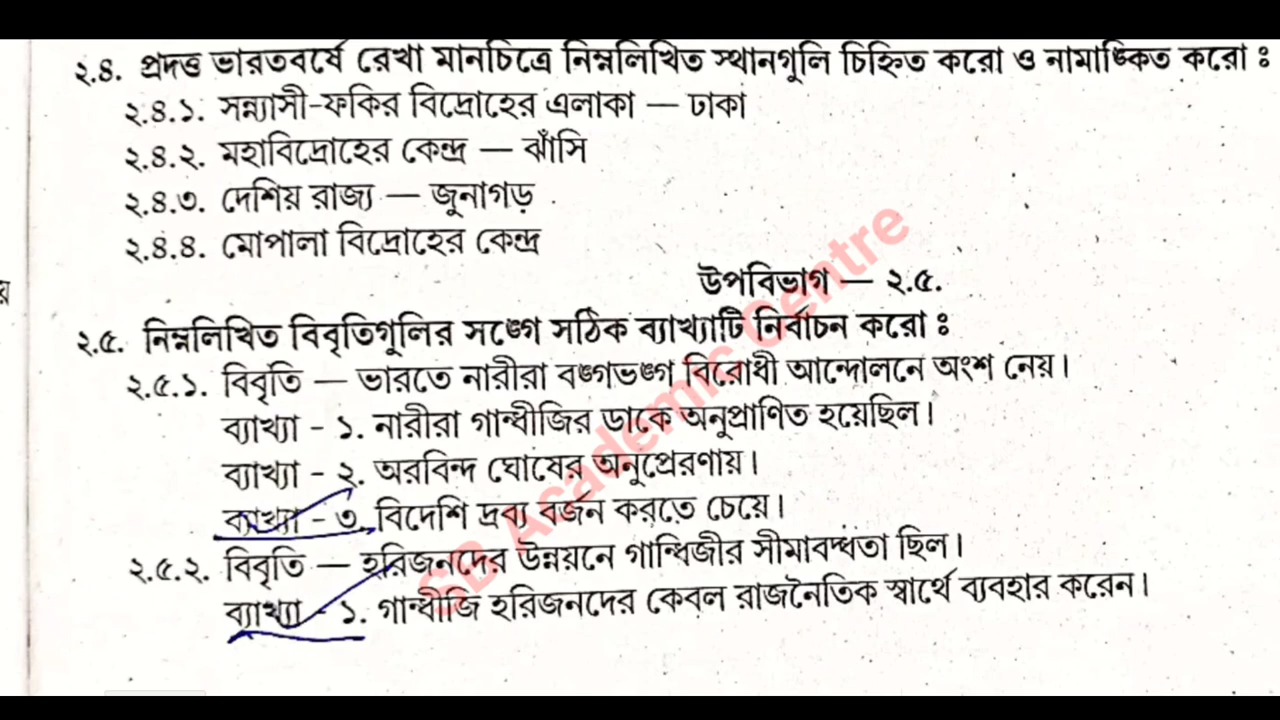 ২.৪. প্রদত্ত ভারতবর্ষে রেখা মানচিত্রে নিম্নলিখিত স্থানগুলি চিহ্নিত করো ও নামাঙ্কিত করো ঃ
২.৪.১. সন্ন্যাসী-ফকির বিদ্রোহের এলাকা — ঢাকা
২.৪.২. মহাবিদ্রোহের কেন্দ্র — ঝাঁসি
২.৪.৩. দেশিয় রাজ্য — জুনাগড়
২.৪.৪. মোপালা বিদ্রোহের কেন্দ্র
উপবিভাগ — ২.৫.
২.৫. নিম্নলিখিত বিবৃতিগুলির সঙ্গে সঠিক ব্যাখ্যাটি নির্বাচন করো ঃ
২.৫.১. বিবৃতি — ভারতে নারীরা বঙ্গভঙ্গ বিরোধী আন্দোলনে অংশ নেয়।
ব্যাখ্যা - ১. নারীরা গান্ধীজির ডাকে অনুপ্রাণিত হয়েছিল।
ব্যাখ্যা - ২. অরবিন্দ ঘোষের অনুপ্রেরণায়।
ব্যাখ্যা - ৩. বিদেশি দ্রব্য বর্জন করতে চেয়ে।
২.৫.২. বিবৃতি — হরিজনদের উন্নয়নে গান্ধিজীর সীমাবদ্ধতা ছিল।
ব্যাখ্যা - ১. গান্ধীজি হরিজনদের কেবল রাজনৈতিক স্বার্থে ব্যবহার করেন।
SB Academic Centre